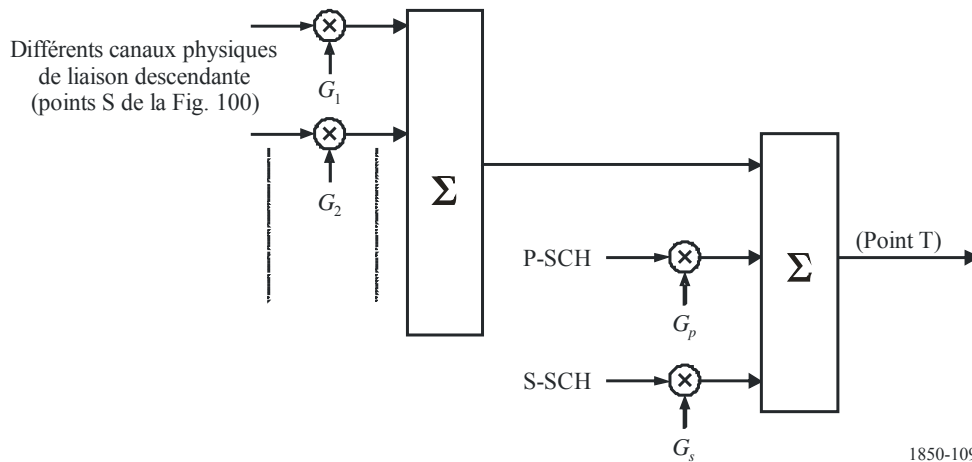 Différents canaux physiques
de liaison descendante
(points S de la Fig. 100)
G1
G2
Σ
P-SCH
Gp
S-SCH
Gs
Σ
(Point T)
1850-109